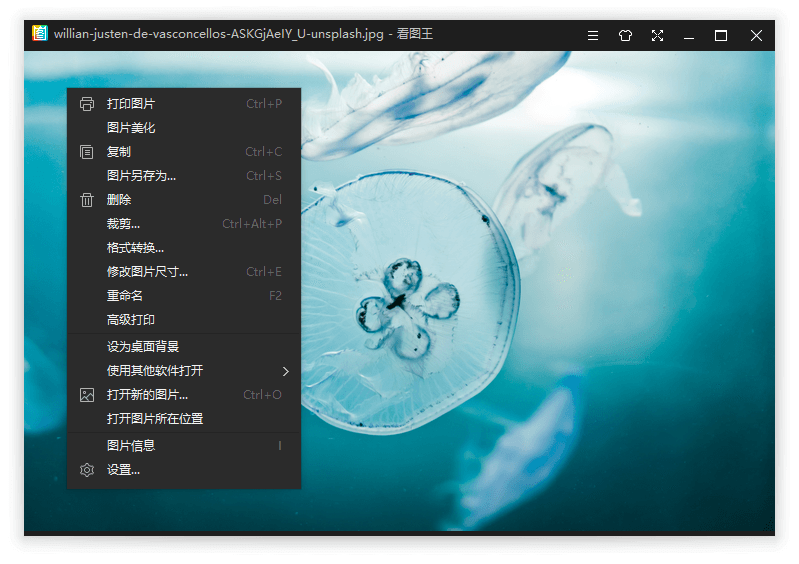 willian-justen-de-vasconcellos-ASKGjAeIY_U-unsplash.jpg - 看图王
打印图片 Ctrl+P
图片美化
复制 Ctrl+C
图片另存为... Ctrl+S
删除 Del
裁剪... Ctrl+Alt+P
格式转换...
修改图片尺寸... Ctrl+E
重命名 F2
高级打印
设为桌面背景
使用其他软件打开
打开新的图片... Ctrl+O
打开图片所在位置
图片信息 I
设置...